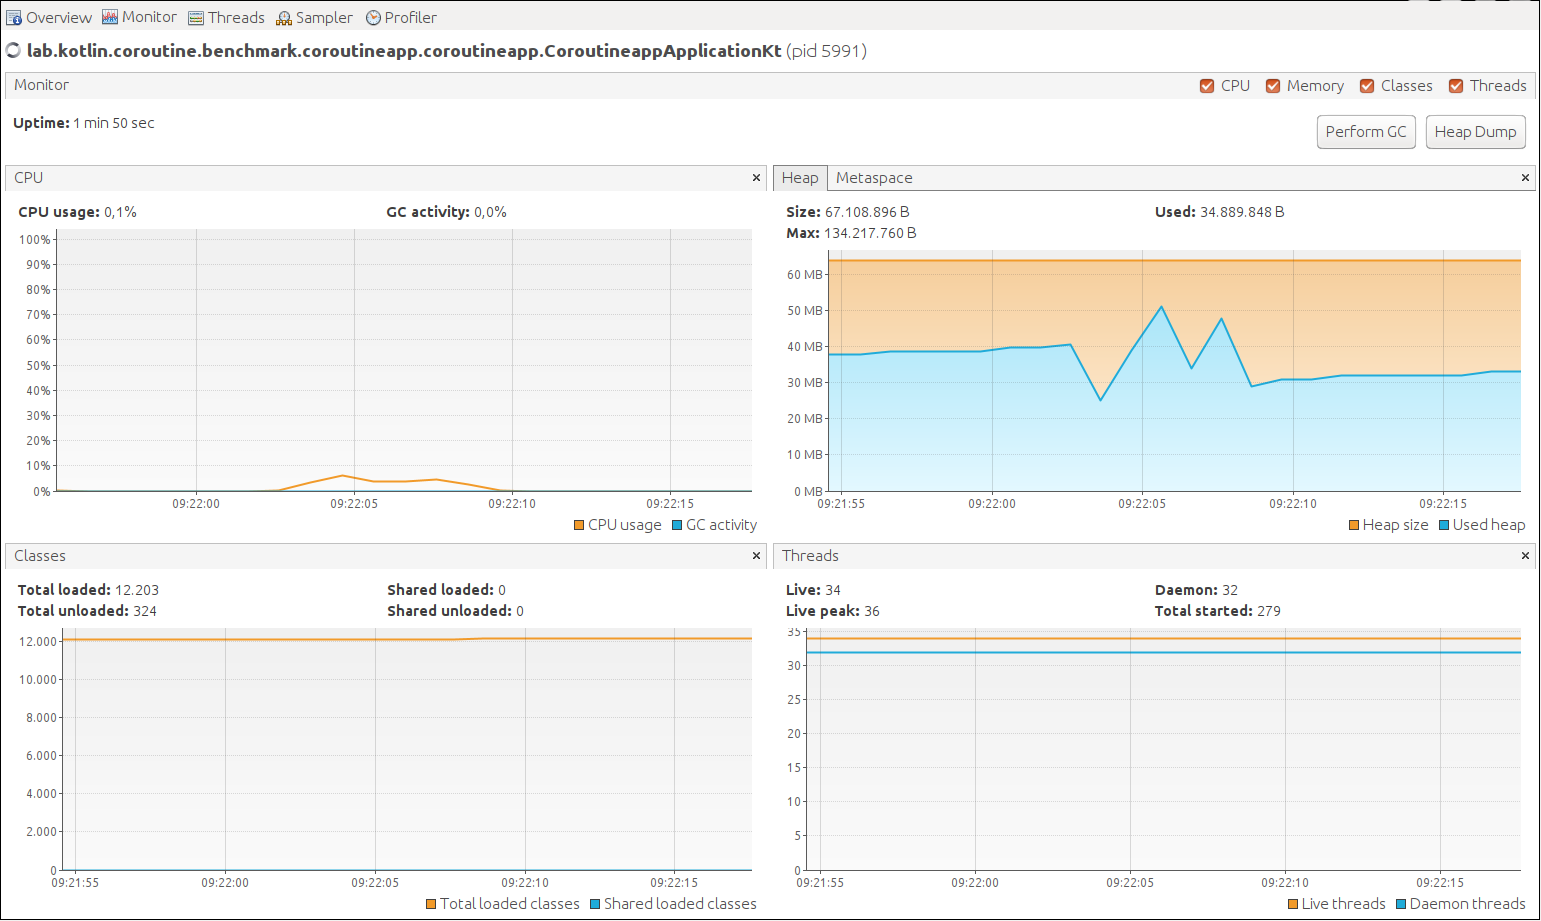 Overview Monitor Threads Sampler Profiler
lab.kotlin.coroutine.benchmark.coroutineapp.coroutineapp.CoroutineappApplicationKt (pid 5991)
Monitor CPU Memory Classes Threads
Uptime: 1 min 50 sec
Perform GC Heap Dump
CPU
CPU usage: 0,1% GC activity: 0,0%
100%
90%
80%
70%
60%
50%
40%
30%
20%
10%
0%
09:22:00 09:22:05 09:22:10 09:22:15
CPU usage GC activity
Heap Metaspace
Size: 67.108.896 B Used: 34.889.848 B
Max: 134.217.760 B
60 MB
50 MB
40 MB
30 MB
20 MB
10 MB
0 MB
09:21:55 09:22:00 09:22:05 09:22:10 09:22:15
Heap size Used heap
Classes
Total loaded: 12.203 Shared loaded: 0
Total unloaded: 324 Shared unloaded: 0
12.000
10.000
8.000
6.000
4.000
2.000
0
09:21:55 09:22:00 09:22:05 09:22:10 09:22:15
Total loaded classes Shared loaded classes
Threads
Live: 34 Daemon: 32
Live peak: 36 Total started: 279
35
30
25
20
15
10
5
0
09:21:55 09:22:00 09:22:05 09:22:10 09:22:15
Live threads Daemon threads